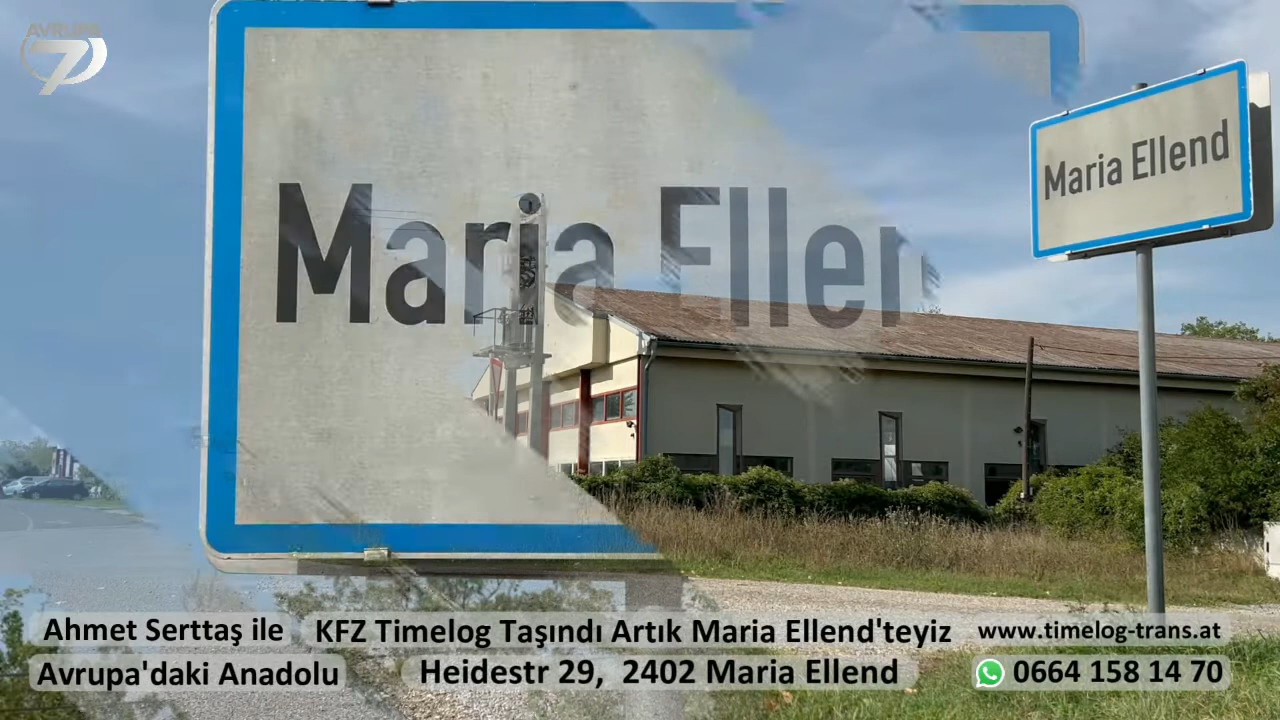 AVRUPA
7
Maria Ellen
Maria Ellend
Ahmet Serttaş ile
Avrupa'daki Anadolu
KFZ Timelog Taşındı Artık Maria Ellend'teyiz
Heidestr 29, 2402 Maria Ellend
www.timelog-trans.at
0664 158 14 70